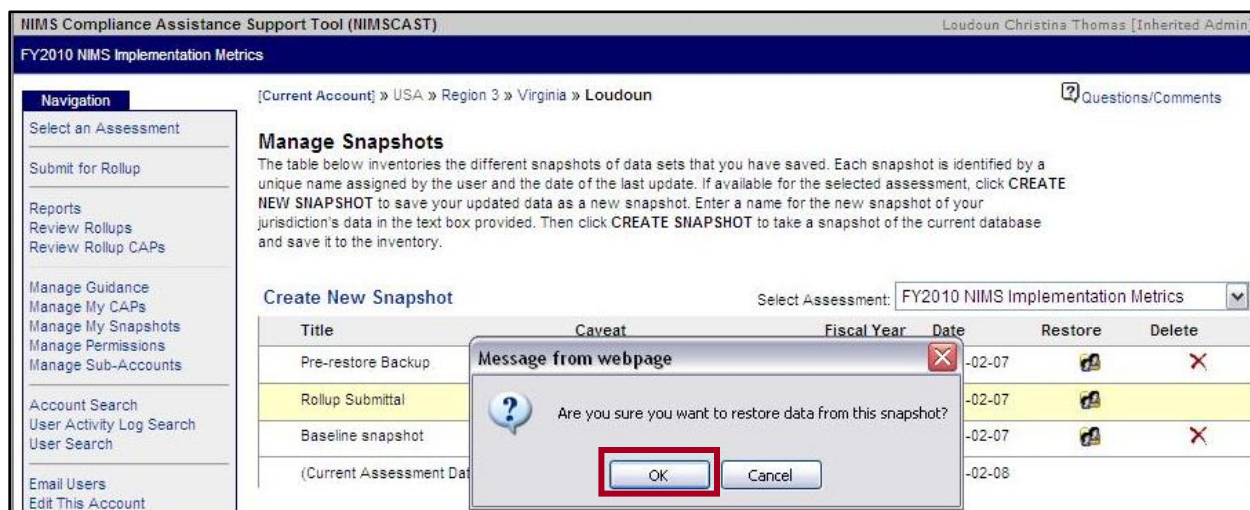 NIMS Compliance Assistance Support Tool (NIMSCAST)
Loudoun Christina Thomas [Inherited Admin]
FY2010 NIMS Implementation Metrics
Navigation
Select an Assessment
Submit for Rollup
Reports
Review Rollups
Review Rollup CAPs
Manage Guidance
Manage My CAPs
Manage My Snapshots
Manage Permissions
Manage Sub-Accounts
Account Search
User Activity Log Search
User Search
Email Users
Edit This Account
[Current Account] » USA » Region 3 » Virginia » Loudoun
Questions/Comments
Manage Snapshots
The table below inventories the different snapshots of data sets that you have saved. Each snapshot is identified by a
unique name assigned by the user and the date of the last update. If available for the selected assessment, click CREATE
NEW SNAPSHOT to save your updated data as a new snapshot. Enter a name for the new snapshot of your
jurisdiction's data in the text box provided. Then click CREATE SNAPSHOT to take a snapshot of the current database
and save it to the inventory.
Create New Snapshot
Select Assessment: FY2010 NIMS Implementation Metrics
Title Caveat Fiscal Year Date Restore Delete
Pre-restore Backup -02-07
Rollup Submittal -02-07
Baseline snapshot -02-07
(Current Assessment Dat -02-08
Message from webpage
Are you sure you want to restore data from this snapshot?
OK Cancel